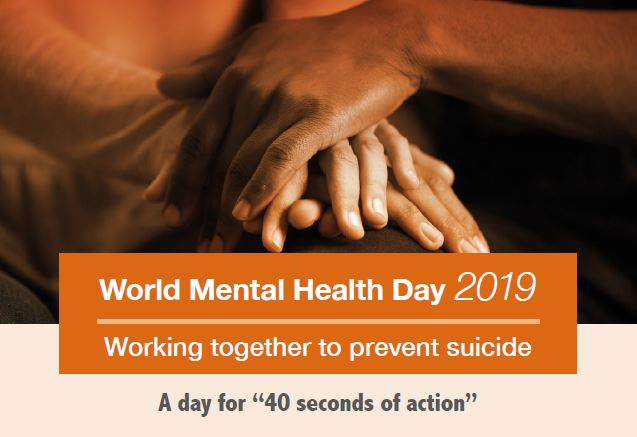 World Mental Health Day 2019
Working together to prevent suicide
A day for “40 seconds of action”